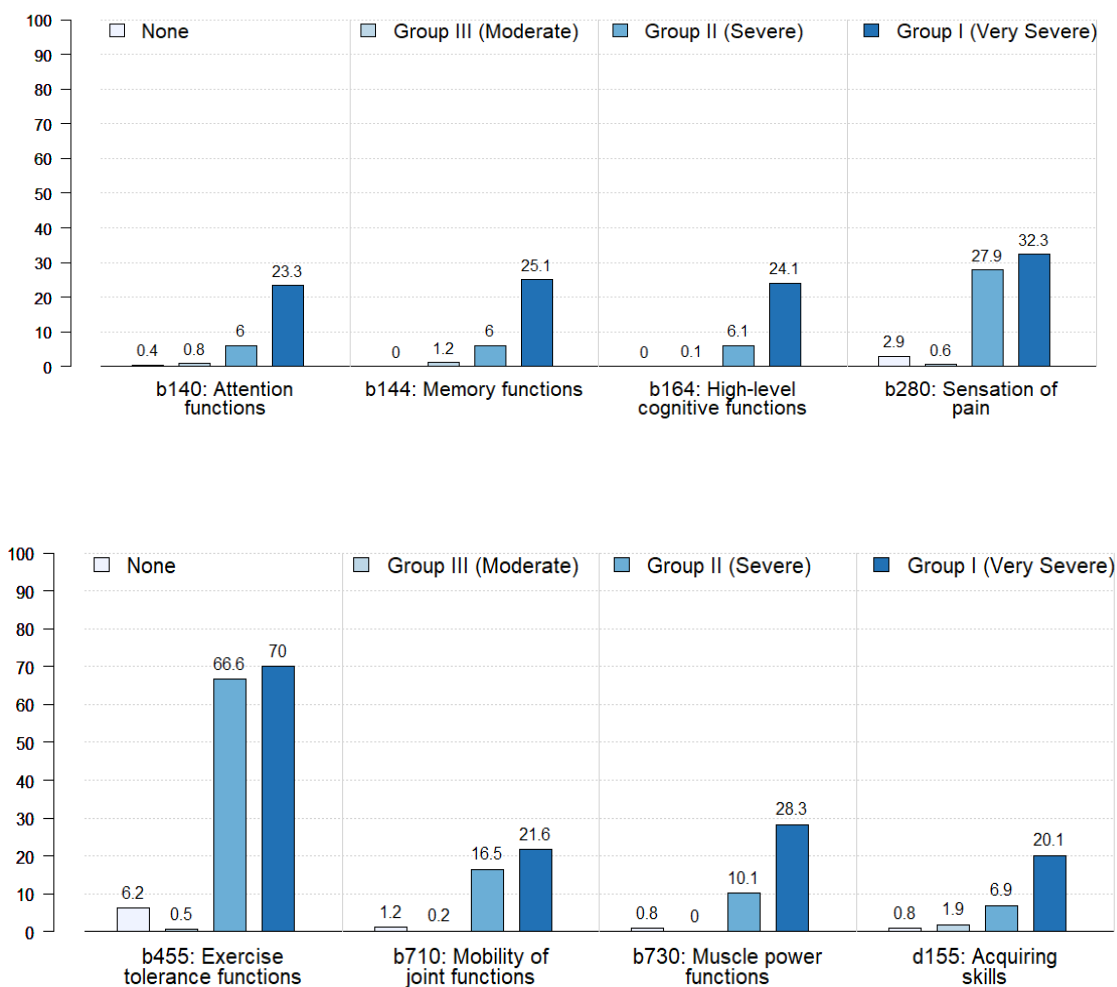 100
90
80
70
60
50
40
30
20
10
0
None
Group III (Moderate)
Group II (Severe)
Group I (Very Severe)
0.4
0.8
6
23.3
0
1.2
6
25.1
0
0.1
6.1
24.1
2.9
0.6
27.9
32.3
b140: Attention
functions
b144: Memory functions
b164: High-level
cognitive functions
b280: Sensation of
pain
100
90
80
70
60
50
40
30
20
10
0
None
Group III (Moderate)
Group II (Severe)
Group I (Very Severe)
6.2
0.5
66.6
70
1.2
0.2
16.5
21.6
0.8
0
10.1
28.3
0.8
1.9
6.9
20.1
b455: Exercise
tolerance functions
b710: Mobility of
joint functions
b730: Muscle power
functions
d155: Acquiring
skills